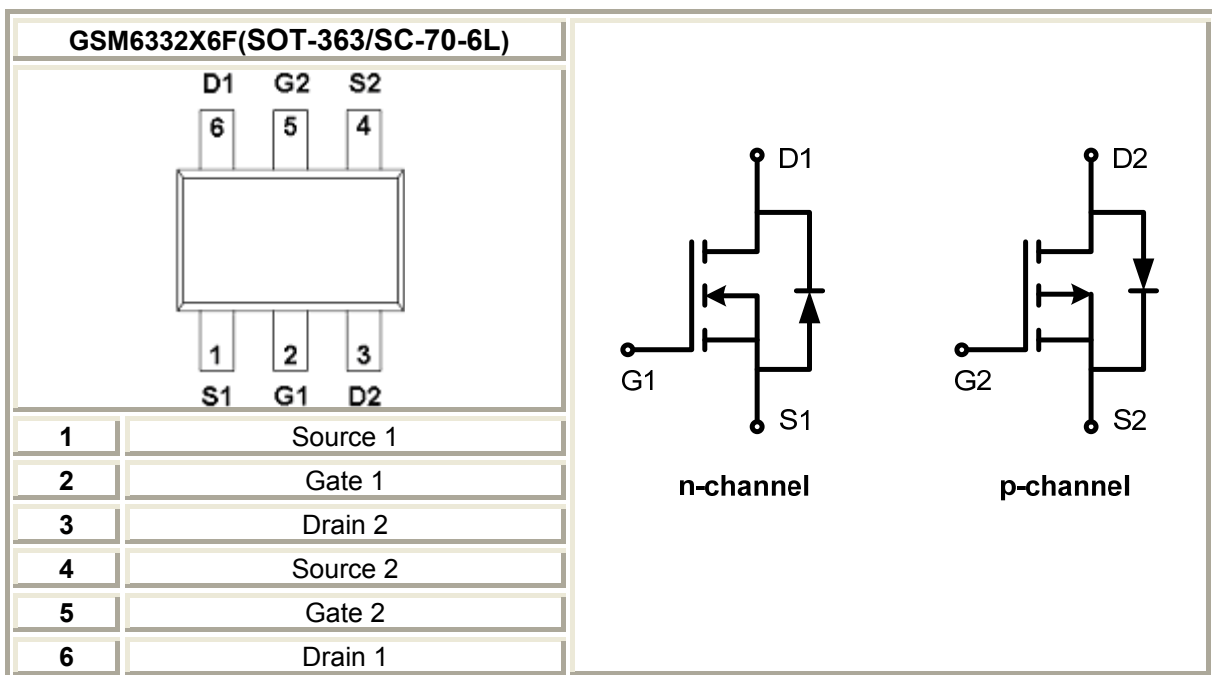 GSM6332X6F(SOT-363/SC-70-6L)
D1 G2 S2
6 5 4
1 2 3
S1 G1 D2
1 Source 1
2 Gate 1
3 Drain 2
4 Source 2
5 Gate 2
6 Drain 1
D1 D2
G1 G2
S1 S2
n-channel p-channel